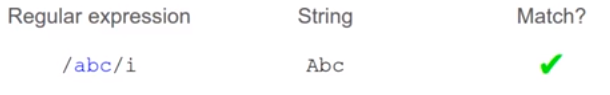 Regular expression String Match?
/abc/i Abc ✔